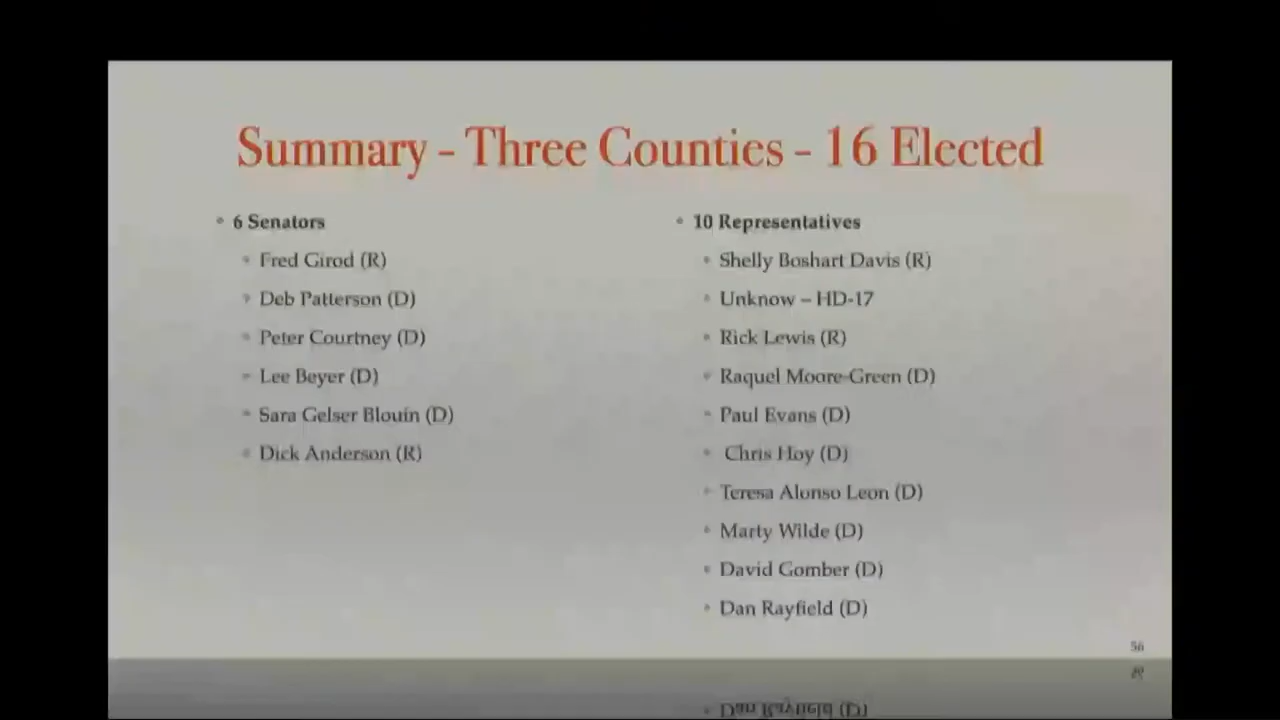 Summary - Three Counties - 16 Elected
6 Senators
Fred Girod (R)
Deb Patterson (D)
Peter Courtney (D)
Lee Beyer (D)
Sara Gelser Blouin (D)
Dick Anderson (R)
10 Representatives
Shelly Boshart Davis (R)
Unknow – HD-17
Rick Lewis (R)
Raquel Moore-Green (D)
Paul Evans (D)
Chris Hoy (D)
Teresa Alonso Leon (D)
Marty Wilde (D)
David Gomber (D)
Dan Rayfield (D)
56
Dan Rayfield (D)